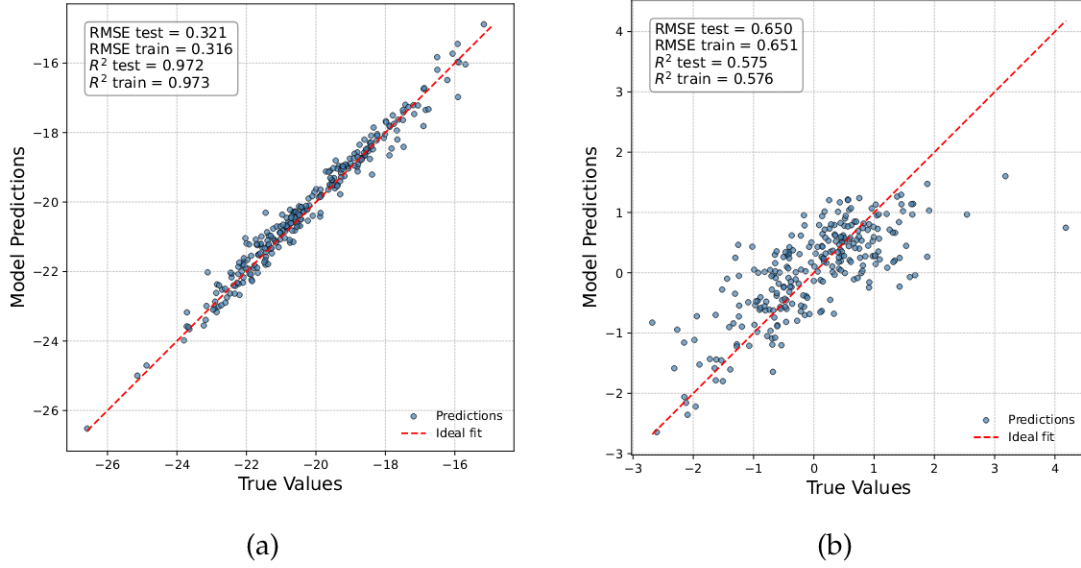 RMSE test = 0.321
RMSE train = 0.316
R² test = 0.972
R² train = 0.973
−16
−18
−20
−22
−24
−26
Model Predictions
Predictions
Ideal fit
−26
−24
−22
−20
−18
−16
True Values
(a)
RMSE test = 0.650
RMSE train = 0.651
R² test = 0.575
R² train = 0.576
4
3
2
1
0
−1
−2
−3
Model Predictions
Predictions
Ideal fit
−3
−2
−1
0
1
2
3
4
True Values
(b)